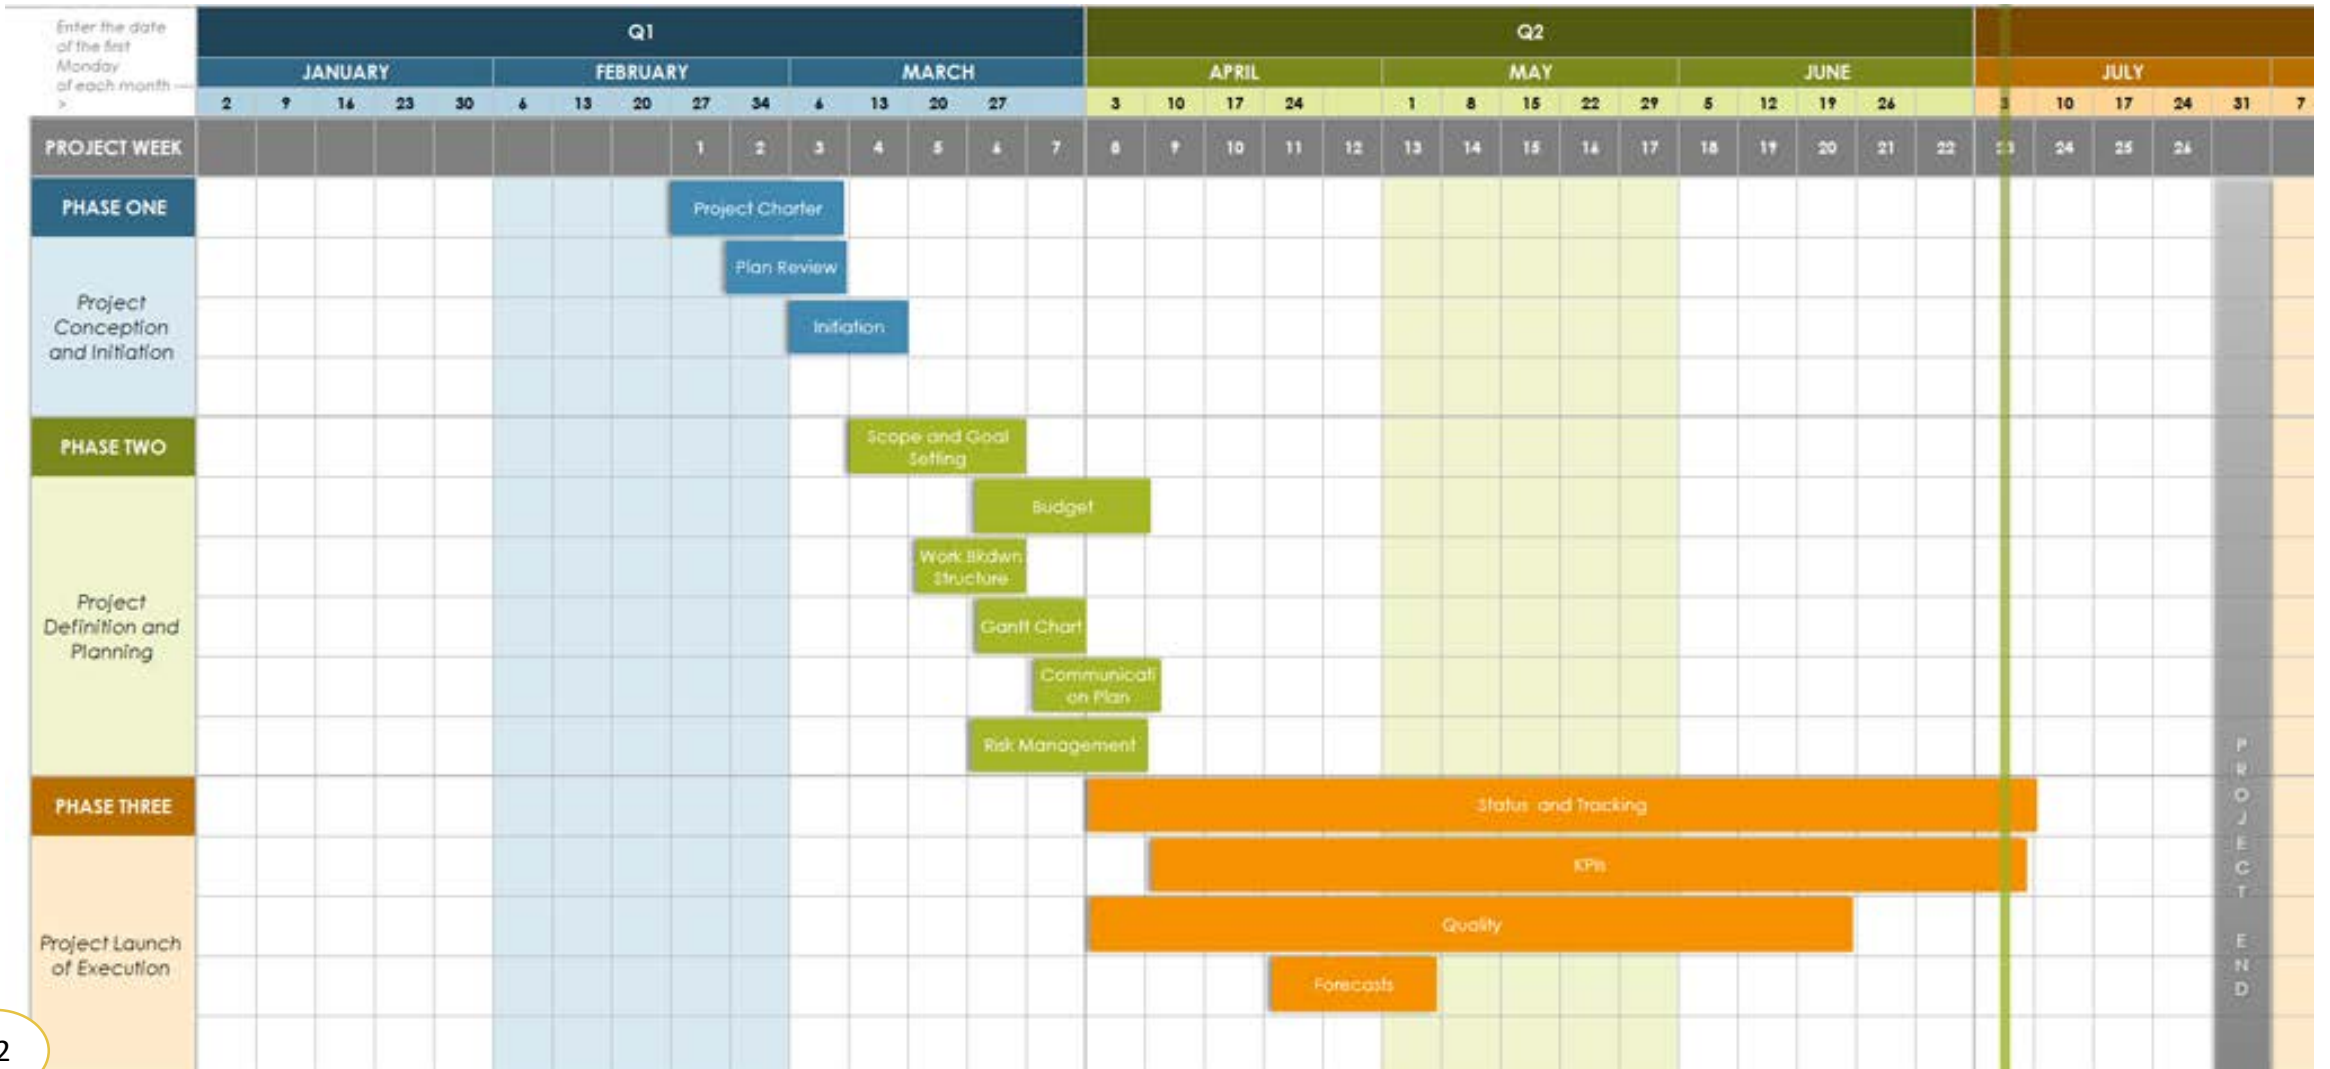 Enter the date
of the first
Monday
of each month ----
>
Q1
Q2
JANUARY
FEBRUARY
MARCH
APRIL
MAY
JUNE
JULY
2 9 16 23 30 6 13 20 27 34 6 13 20 27 3 10 17 24 1 8 15 22 29 5 12 19 26 3 10 17 24 31 7
PROJECT WEEK 1 2 3 4 5 6 7 8 9 10 11 12 13 14 15 16 17 18 19 20 21 22 23 24 25 26
PHASE ONE
Project Charter
Plan Review
Project
Conception
and Initiation
Initiation
PHASE TWO
Scope and Goal
Setting
Budget
Work Bkdwn
Structure
Project
Definition and
Planning
Gantt Chart
Communicati
on Plan
Risk Management
PHASE THREE
Status and Tracking
KPIs
Quality
Project Launch
of Execution
Forecasts
PROJECT END
2